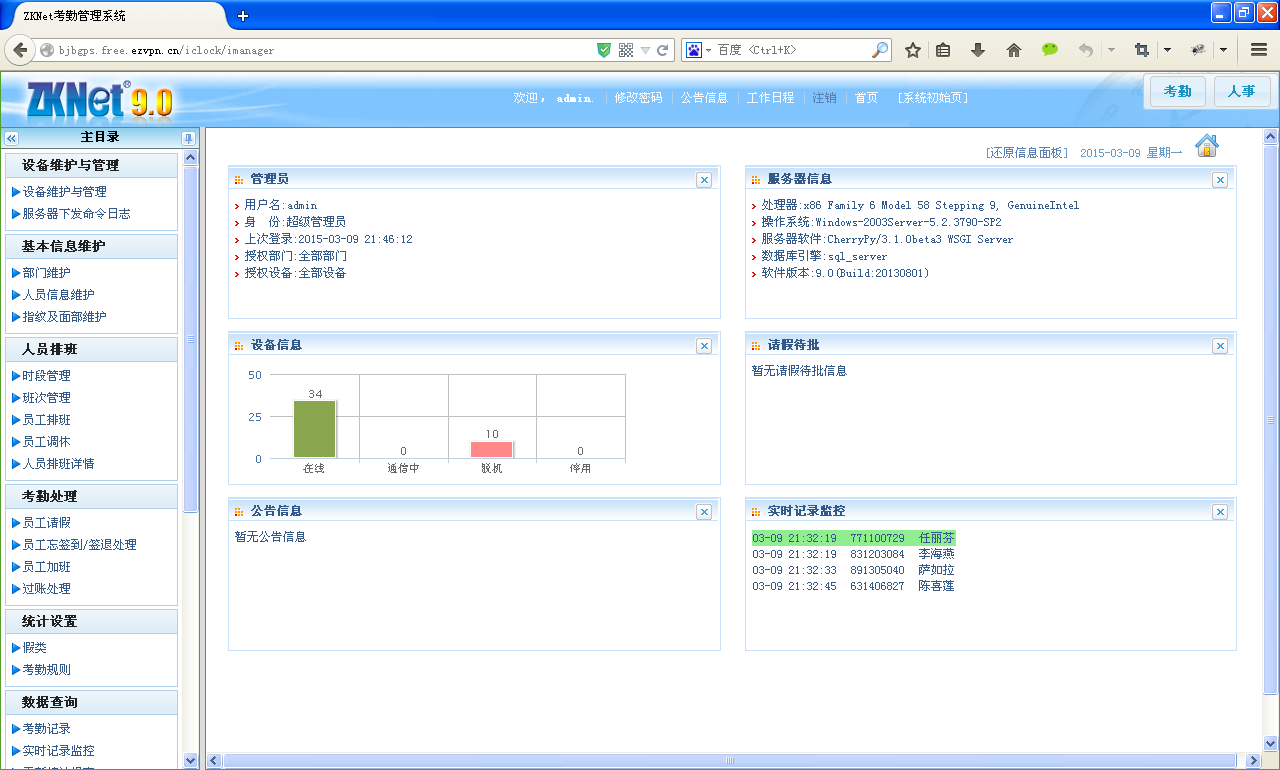 ZKNet考勤管理系统
bjbgps.free.ezvpn.cn/iclock/imanager
百度 <Ctrl+K>
ZKNet 9.0
欢迎， admin. 修改密码 公告信息 工作日程 注销 首页 [系统初始页]
考勤 人事
主目录
设备维护与管理
设备维护与管理
服务器下发命令日志
基本信息维护
部门维护
人员信息维护
指纹及面部维护
人员排班
时段管理
班次管理
员工排班
员工调休
人员排班详情
考勤处理
员工请假
员工忘签到/签退处理
员工加班
过账处理
统计设置
假类
考勤规则
数据查询
考勤记录
实时记录监控
[还原信息面板] 2015-03-09 星期一
管理员
用户名:admin
身 份:超级管理员
上次登录:2015-03-09 21:46:12
授权部门:全部部门
授权设备:全部设备
服务器信息
处理器:x86 Family 6 Model 58 Stepping 9, GenuineIntel
操作系统:Windows-2003Server-5.2.3790-SP2
服务器软件:CherryPy/3.1.0beta3 WSGI Server
数据库引擎:sql_server
软件版本:9.0(Build:20130801)
设备信息
50
25
0
34
0
10
0
在线 通信中 脱机 停用
请假待批
暂无请假待批信息
公告信息
暂无公告信息
实时记录监控
03-09 21:32:19 771100729 任丽芬
03-09 21:32:19 831203084 李海燕
03-09 21:32:33 891305040 萨如拉
03-09 21:32:45 631406827 陈喜莲